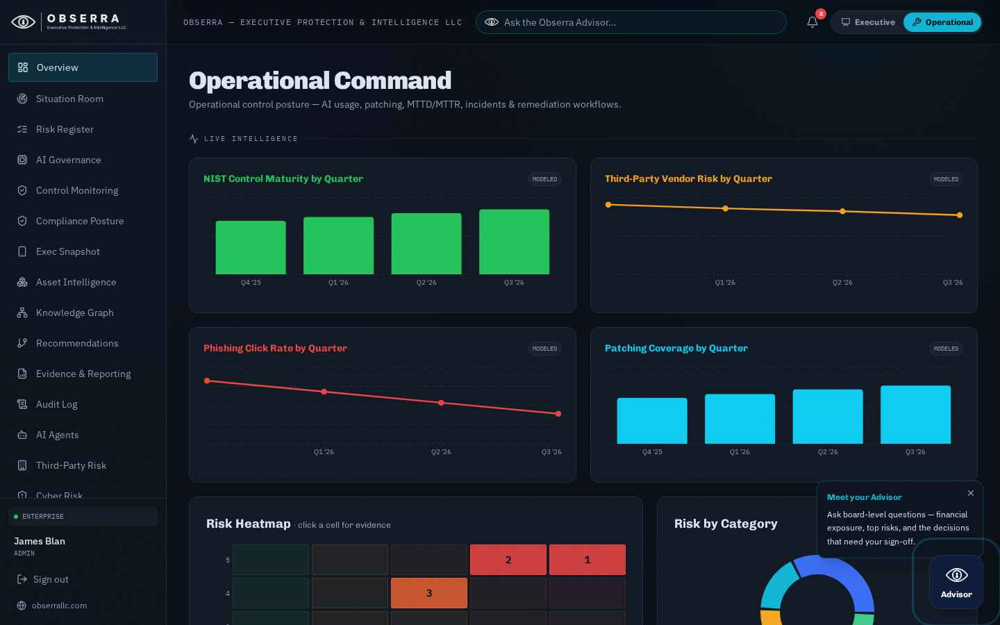 OBSERRA
Executive Protection & Intelligence LLC
OBSERRA — EXECUTIVE PROTECTION & INTELLIGENCE LLC
Ask the Obserra Advisor...
8
Executive
Operational
Overview
Situation Room
Risk Register
AI Governance
Control Monitoring
Compliance Posture
Exec Snapshot
Asset Intelligence
Knowledge Graph
Recommendations
Evidence & Reporting
Audit Log
AI Agents
Third-Party Risk
Cyber Risk
ENTERPRISE
James Blan
ADMIN
Sign out
obserrallc.com
Operational Command
Operational control posture — AI usage, patching, MTTD/MTTR, incidents & remediation workflows.
LIVE INTELLIGENCE
NIST Control Maturity by Quarter
MODELED
Q4 '25 Q1 '26 Q2 '26 Q3 '26
Third-Party Vendor Risk by Quarter
MODELED
Q1 '26 Q2 '26 Q3 '26
Phishing Click Rate by Quarter
MODELED
Q1 '26 Q2 '26 Q3 '26
Patching Coverage by Quarter
MODELED
Q4 '25 Q1 '26 Q2 '26 Q3 '26
Risk Heatmap · click a cell for evidence
5 2 1
4 3
Risk by Category
Meet your Advisor
Ask board-level questions — financial
exposure, top risks, and the decisions
that need your sign-off.
Advisor